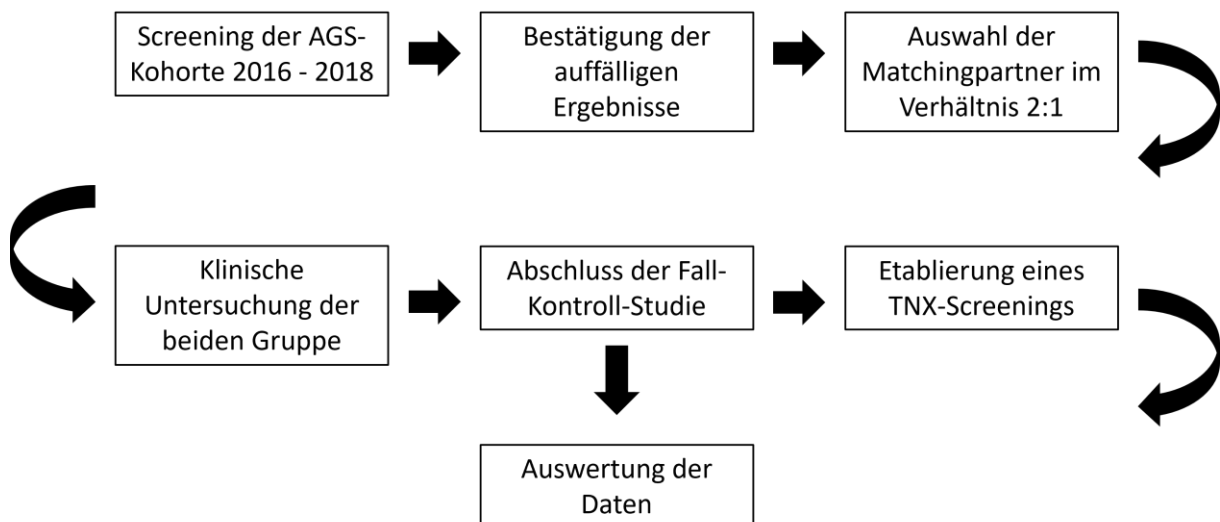 Screening der AGS-
Kohorte 2016 - 2018
Bestätigung der
auffälligen
Ergebnisse
Auswahl der
Matchingpartner im
Verhältnis 2:1
Klinische
Untersuchung der
beiden Gruppe
Abschluss der Fall-
Kontroll-Studie
Etablierung eines
TNX-Screenings
Auswertung der
Daten